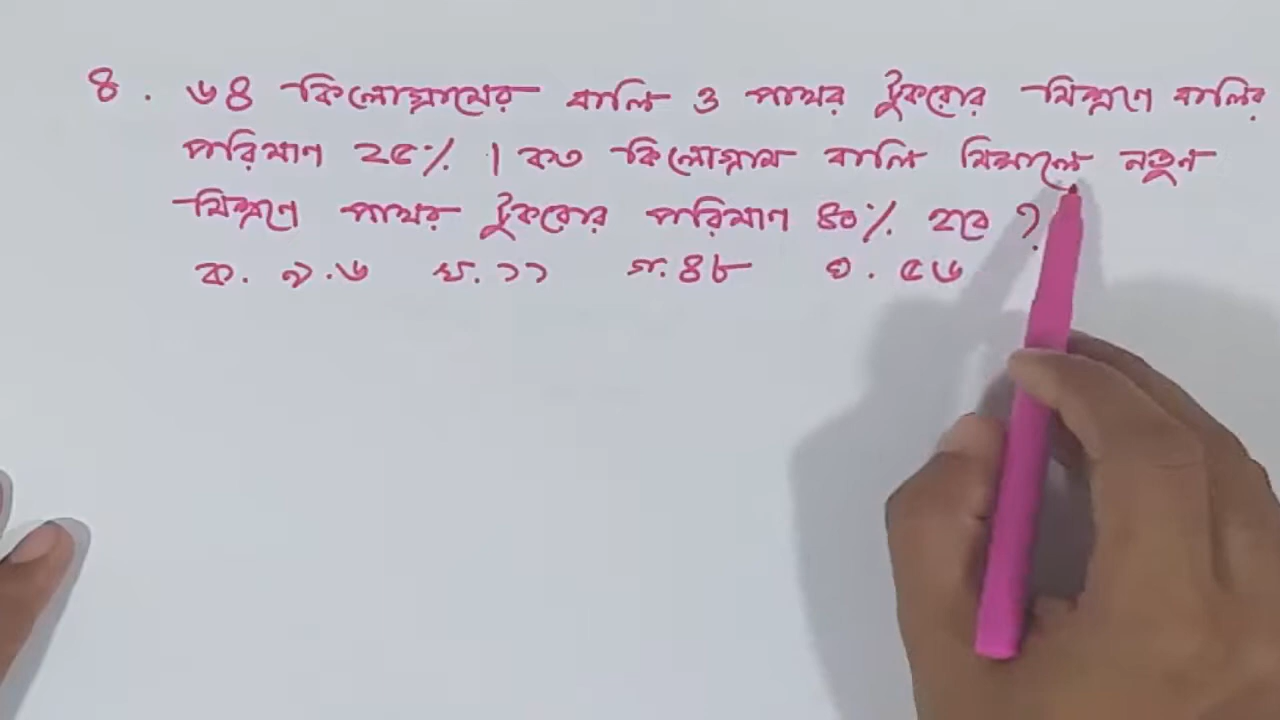 ৪. ৬৪ কিলোগ্রামের বালি ও পাথর টুকরোর মিশ্রণে বালির
পরিমাণ ২৫% । কত কিলোগ্রাম বালি মিশালে নতুন
মিশ্রণে পাথর টুকরোর পরিমাণ ৪০% হবে ?
ক. ৯.৬ খ. ১১ গ. ৪৮ ঘ. ৫৬